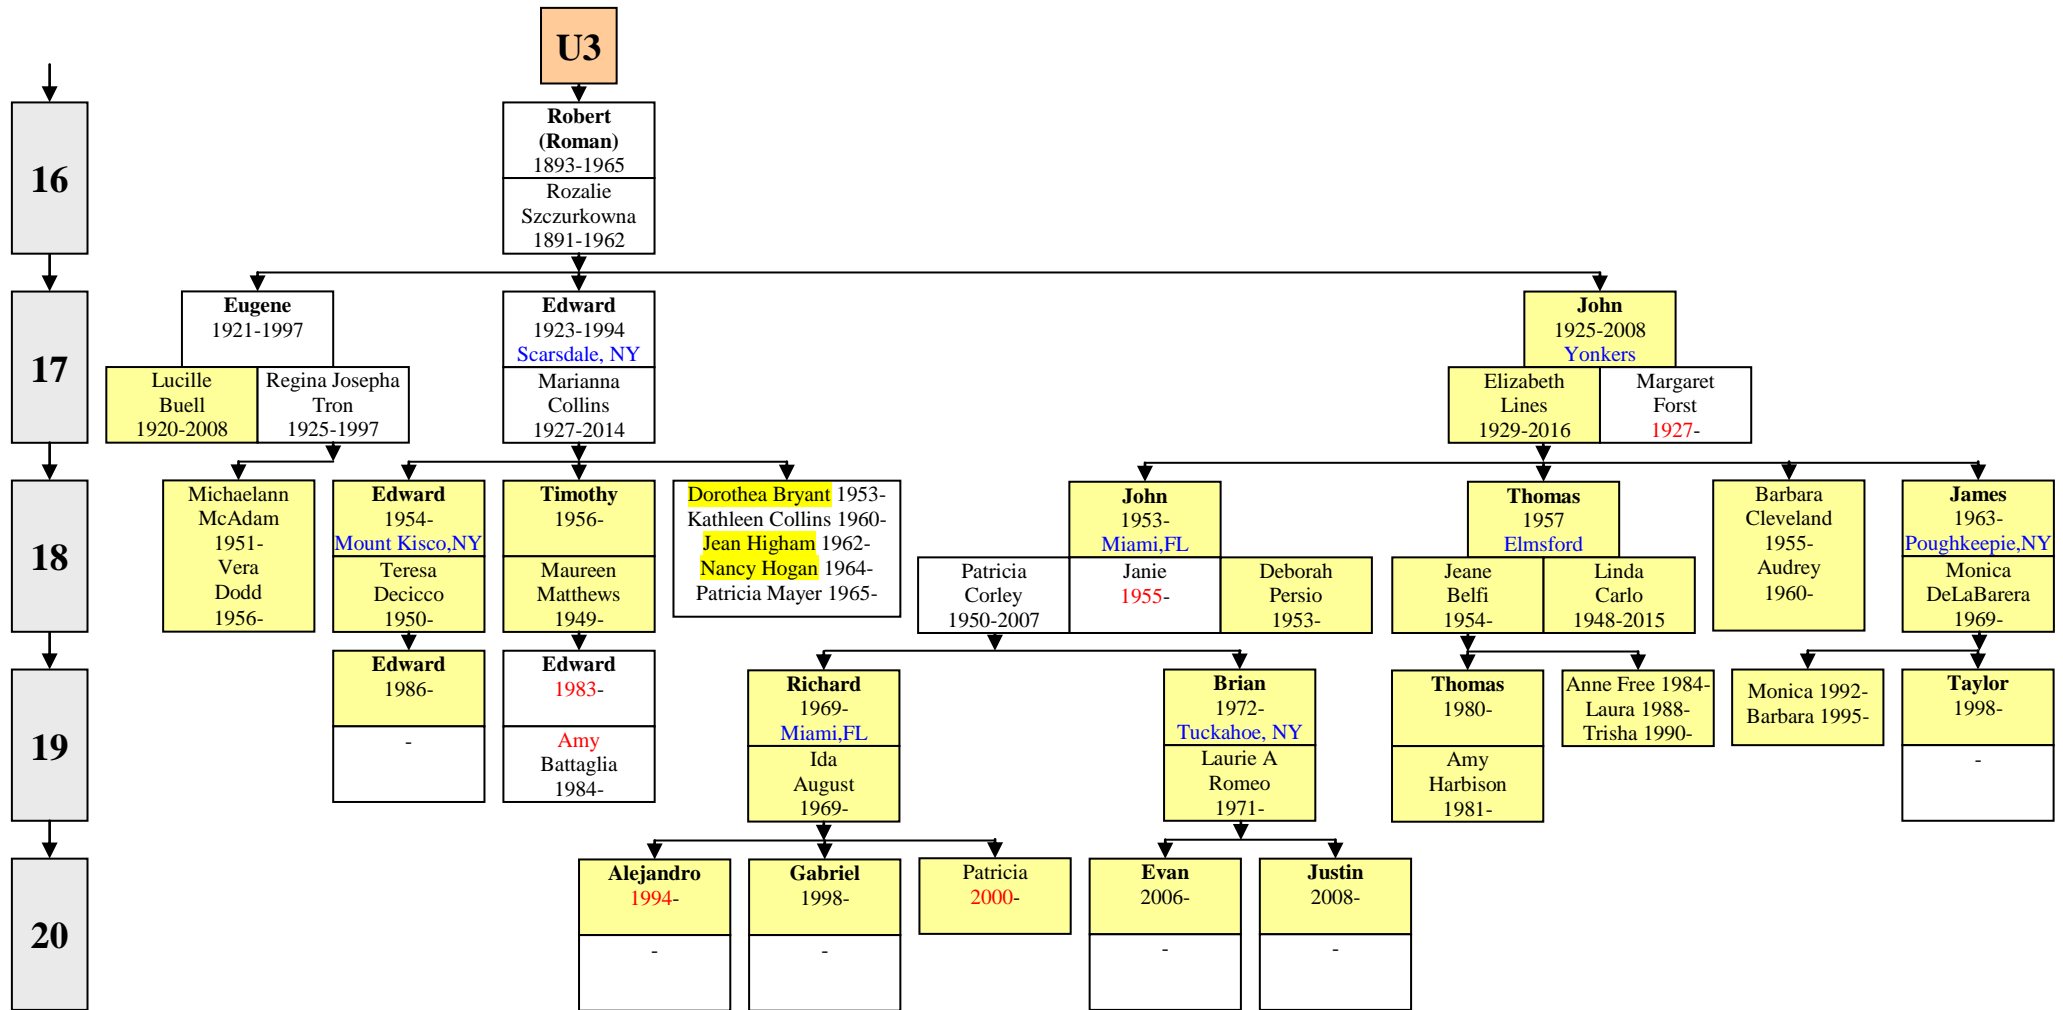 U3
16
Robert
(Roman)
1893-1965
Rozalie
Szczurkowna
1891-1962
17
Eugene
1921-1997
Lucille
Buell
1920-2008
Regina Josepha
Tron
1925-1997
Edward
1923-1994
Scarsdale, NY
Marianna
Collins
1927-2014
John
1925-2008
Yonkers
Elizabeth
Lines
1929-2016
Margaret
Forst
1927-
18
Michaelann
McAdam
1951-
Vera
Dodd
1956-
Edward
1954-
Mount Kisco,NY
Teresa
Decicco
1950-
Timothy
1956-
Maureen
Matthews
1949-
Dorothea Bryant 1953-
Kathleen Collins 1960-
Jean Higham 1962-
Nancy Hogan 1964-
Patricia Mayer 1965-
John
1953-
Miami,FL
Patricia
Corley
1950-2007
Janie
1955-
Deborah
Persio
1953-
Thomas
1957
Elmsford
Jeane
Belfi
1954-
Linda
Carlo
1948-2015
Barbara
Cleveland
1955-
Audrey
1960-
James
1963-
Poughkeepie,NY
Monica
DeLaBarera
1969-
19
Edward
1986-
-
Edward
1983-
Amy
Battaglia
1984-
Richard
1969-
Miami,FL
Ida
August
1969-
Brian
1972-
Tuckahoe, NY
Laurie A
Romeo
1971-
Thomas
1980-
Amy
Harbison
1981-
Anne Free 1984-
Laura 1988-
Trisha 1990-
Monica 1992-
Barbara 1995-
Taylor
1998-
-
20
Alejandro
1994-
-
Gabriel
1998-
-
Patricia
2000-
Evan
2006-
-
Justin
2008-
-